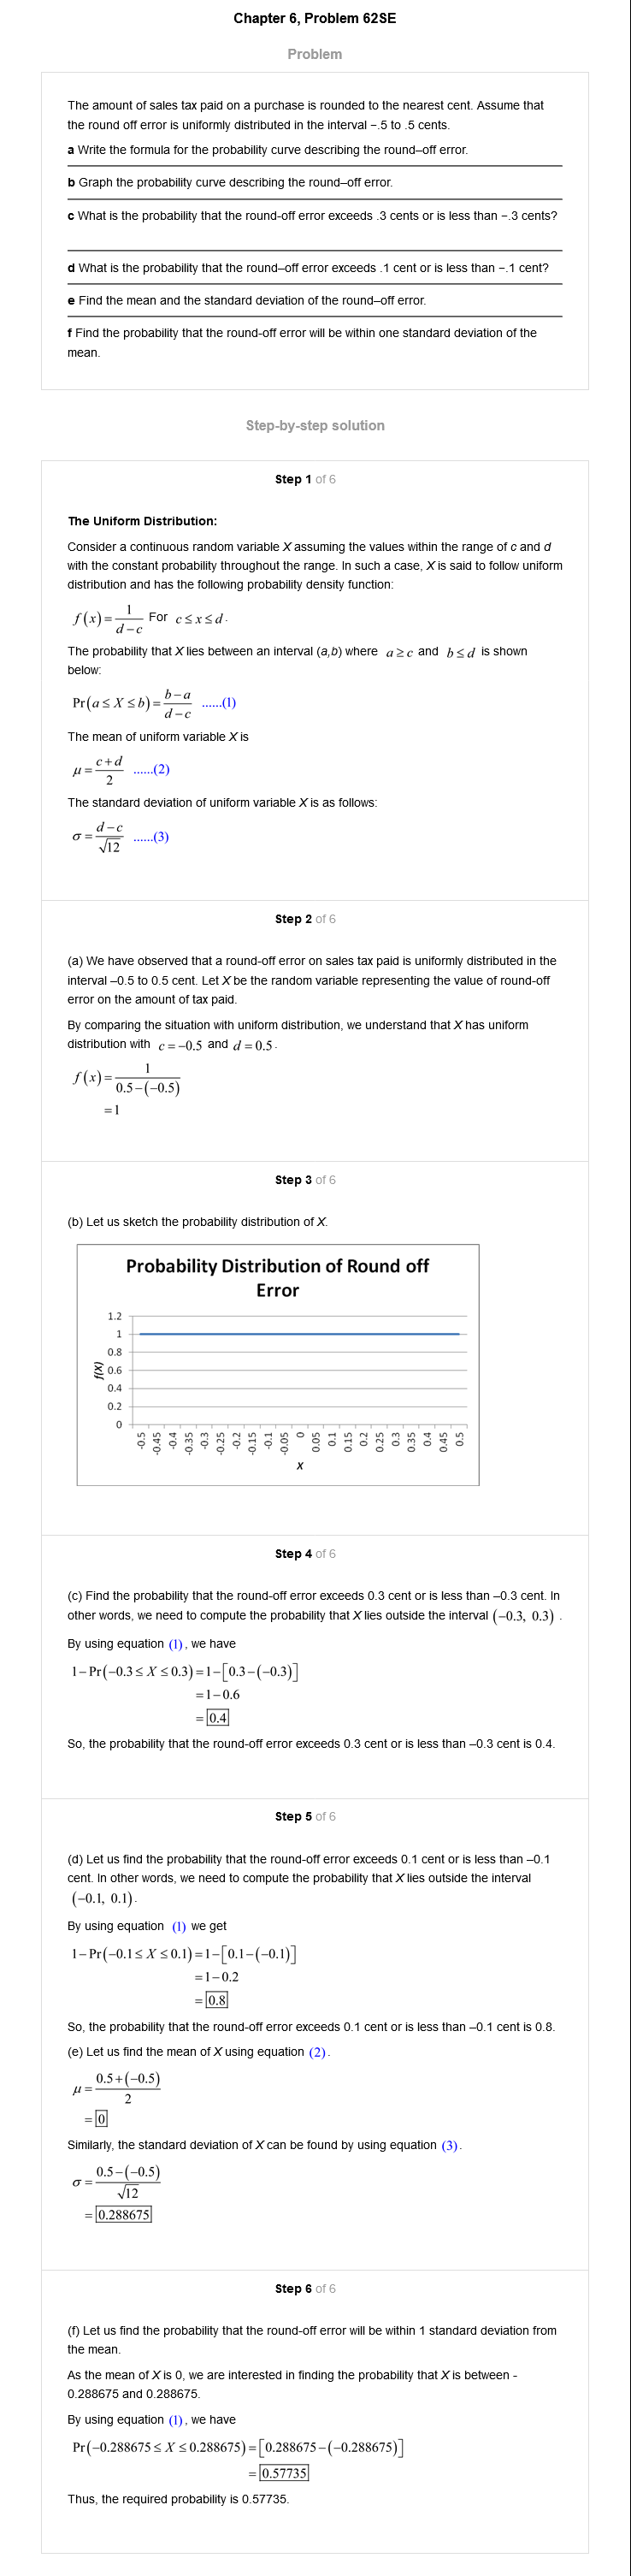 Chapter 6, Problem 62SE
Problem
The amount of sales tax paid on a purchase is rounded to the nearest cent. Assume that
the round off error is uniformly distributed in the interval −.5 to .5 cents.
a Write the formula for the probability curve describing the round–off error.
b Graph the probability curve describing the round–off error.
c What is the probability that the round-off error exceeds .3 cents or is less than −.3 cents?
d What is the probability that the round–off error exceeds .1 cent or is less than −.1 cent?
e Find the mean and the standard deviation of the round–off error.
f Find the probability that the round-off error will be within one standard deviation of the
mean.
Step-by-step solution
Step 1 of 6
The Uniform Distribution:
Consider a continuous random variable X assuming the values within the range of c and d
with the constant probability throughout the range. In such a case, X is said to follow uniform
distribution and has the following probability density function:
f(x) = 1/(d−c) For c ≤ x ≤ d.
The probability that X lies between an interval (a,b) where a ≥ c and b ≤ d is shown
below:
Pr(a ≤ X ≤ b) = (b−a)/(d−c) ......(1)
The mean of uniform variable X is
μ = (c+d)/2 ......(2)
The standard deviation of uniform variable X is as follows:
σ = (d−c)/√12 ......(3)
Step 2 of 6
(a) We have observed that a round-off error on sales tax paid is uniformly distributed in the
interval –0.5 to 0.5 cent. Let X be the random variable representing the value of round-off
error on the amount of tax paid.
By comparing the situation with uniform distribution, we understand that X has uniform
distribution with c = −0.5 and d = 0.5.
f(x) = 1/(0.5−(−0.5))
= 1
Step 3 of 6
(b) Let us sketch the probability distribution of X.
Probability Distribution of Round off
Error
1.2
1
0.8
0.6
0.4
0.2
0
f(X)
-0.5 -0.45 -0.4 -0.35 -0.3 -0.25 -0.2 -0.15 -0.1 -0.05 0 0.05 0.1 0.15 0.2 0.25 0.3 0.35 0.4 0.45 0.5
X
Step 4 of 6
(c) Find the probability that the round-off error exceeds 0.3 cent or is less than –0.3 cent. In
other words, we need to compute the probability that X lies outside the interval (−0.3, 0.3) .
By using equation (1), we have
1−Pr(−0.3 ≤ X ≤ 0.3) = 1−[0.3−(−0.3)]
= 1−0.6
= 0.4
So, the probability that the round-off error exceeds 0.3 cent or is less than –0.3 cent is 0.4.
Step 5 of 6
(d) Let us find the probability that the round-off error exceeds 0.1 cent or is less than –0.1
cent. In other words, we need to compute the probability that X lies outside the interval
(−0.1, 0.1).
By using equation (1) we get
1−Pr(−0.1 ≤ X ≤ 0.1) = 1−[0.1−(−0.1)]
= 1−0.2
= 0.8
So, the probability that the round-off error exceeds 0.1 cent or is less than –0.1 cent is 0.8.
(e) Let us find the mean of X using equation (2).
μ = (0.5+(−0.5))/2
= 0
Similarly, the standard deviation of X can be found by using equation (3).
σ = (0.5−(−0.5))/√12
= 0.288675
Step 6 of 6
(f) Let us find the probability that the round-off error will be within 1 standard deviation from
the mean.
As the mean of X is 0, we are interested in finding the probability that X is between -
0.288675 and 0.288675.
By using equation (1), we have
Pr(−0.288675 ≤ X ≤ 0.288675) = [0.288675−(−0.288675)]
= 0.57735
Thus, the required probability is 0.57735.